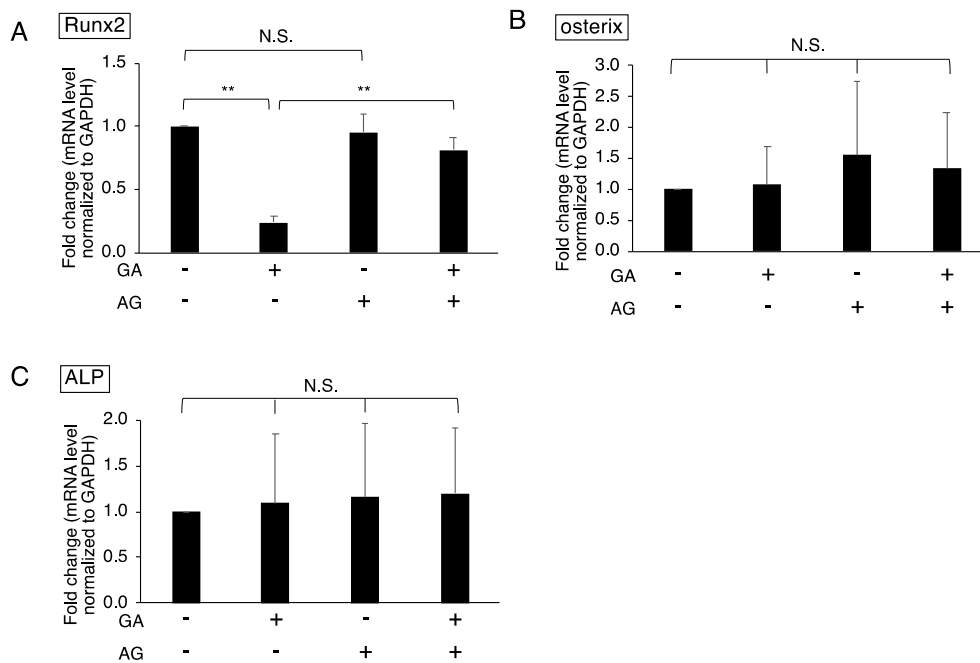 A
Runx2
N.S.
**
**
Fold change (mRNA level
normalized to GAPDH)
1.5
1.0
0.5
0.0
GA - + - +
AG - - + +
B
osterix
N.S.
Fold change (mRNA level
normalized to GAPDH)
3.0
2.5
2.0
1.5
1.0
0.5
0.0
GA - + - +
AG - - + +
C
ALP
N.S.
Fold change (mRNA level
normalized to GAPDH)
2.0
1.5
1.0
0.5
0.0
GA - + - +
AG - - + +